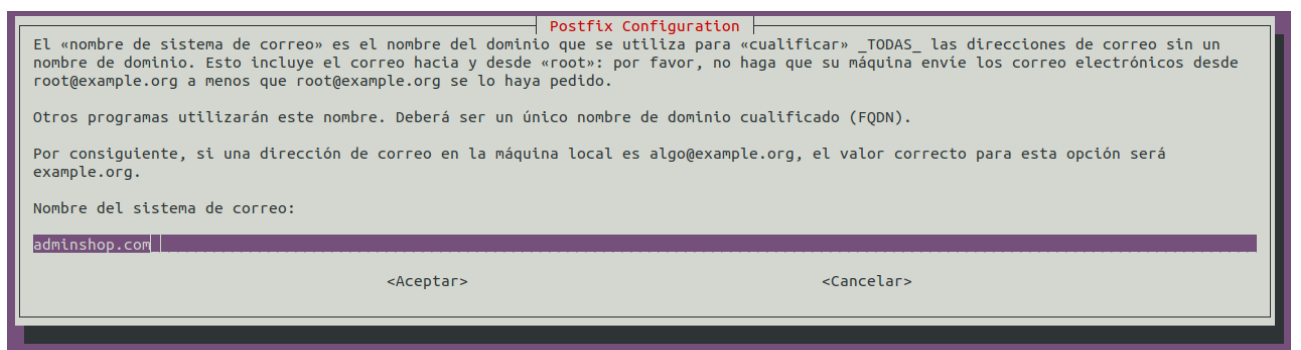 Postfix Configuration
El «nombre de sistema de correo» es el nombre del dominio que se utiliza para «cualificar» _TODAS_ las direcciones de correo sin un
nombre de dominio. Esto incluye el correo hacia y desde «root»: por favor, no haga que su máquina envíe los correo electrónicos desde
root@example.org a menos que root@example.org se lo haya pedido.
Otros programas utilizarán este nombre. Deberá ser un único nombre de dominio cualificado (FQDN).
Por consiguiente, si una dirección de correo en la máquina local es algo@example.org, el valor correcto para esta opción será
example.org.
Nombre del sistema de correo:
adminshop.com
<Aceptar> <Cancelar>